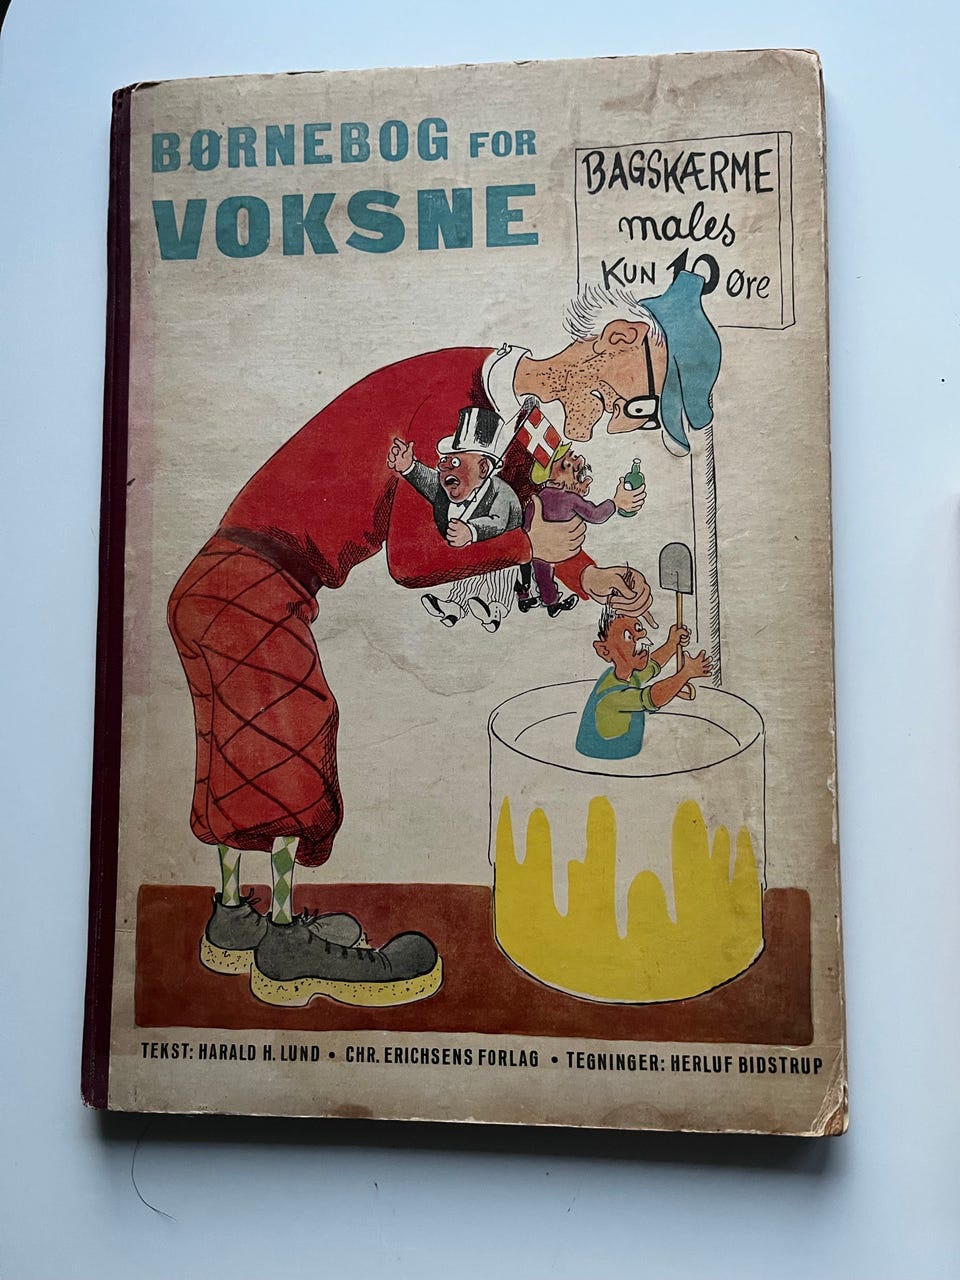 BØRNEBOG FOR
VOKSNE
BAGSKÆRME
males
KUN 10 Øre
TEKST: HARALD H. LUND • CHR. ERICHSENS FORLAG • TEGNINGER: HERLUF BIDSTRUP